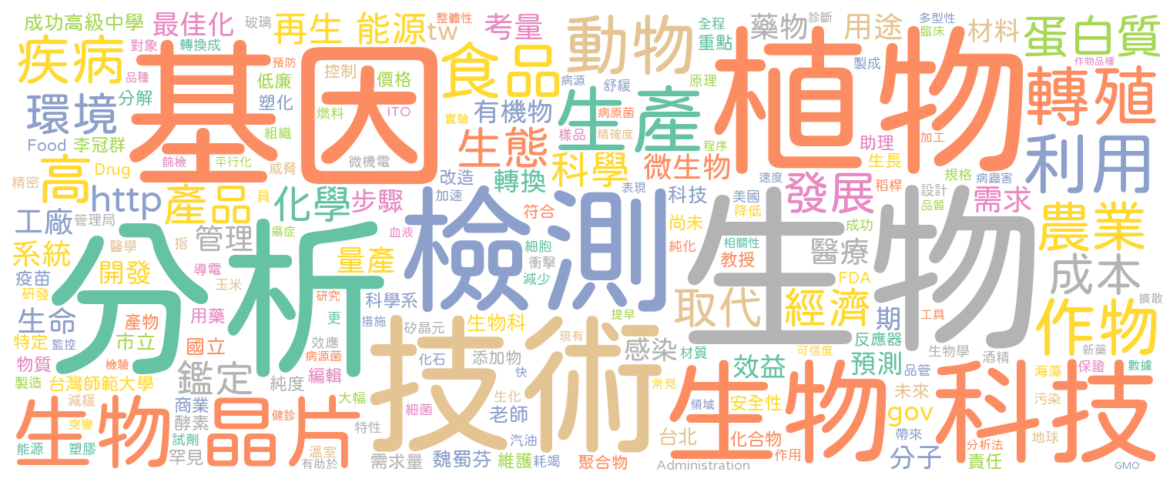 成功高級中學 玻璃 最佳化 整體性 再生 能源 tw 考量 動物 全程 重點 藥物 診斷 用途 多型性 臨床 材料 蛋白質
疾病 對象 轉換成 品種 預防 基因 控制 價格 食品 病源 舒緩 原理 植物 製成 作物品種 轉殖
環境 分解 低廉 塑化 燃料 ITO 有機物 實驗 生產 樣品 病原菌 精確度
Food 李冠群 組織 生態 程序 助理 加工
精密 高 Drug 篩檢 平行化 威脅 微機電 改造 轉換 科學 微生物 生長 稻桿 規格 病蟲害 利用
http 產品 具 化學 步驟 加速 表現 科技 美國 速度 發展 設計 品質 需求
工廠 管理局 癌症 血液 符合 尚未 降低 成功 農業
系統 醫學 指 管理 分析 檢測 細胞 衝擊 純化 相關性 教授 生物 醫療 成本
疫苗 開發 導電 玉米 量產 科學系 減少 取代 FDA 擴散
研發 生命 產物 用藥 研究 更 措施 矽晶元 生物科 提早 現有 經濟 期 工具 作物
特定 監控 市立 國立 效應 技術 感染 可信度 反應器 生物學 酒精 新藥
物質 檢驗 病原菌 化石 添加物 材質 效益 預測 品管 海藻 保證 數據
製造 台灣師範大學 鑑定 純度 編輯 快 常見 生物科技 未來 污染
生物晶片 減緩 商業 大幅 細菌 生化 老師 領域 安全性 gov
突變 酵素 健診 特性 台北 化合物 帶來 地球
能源 塑膠 試劑 溫室 汽油 作用 分子 分析法
罕見 有助於 需求量 魏蜀芬 維護 耗竭 聚合物 Administration 責任 GMO